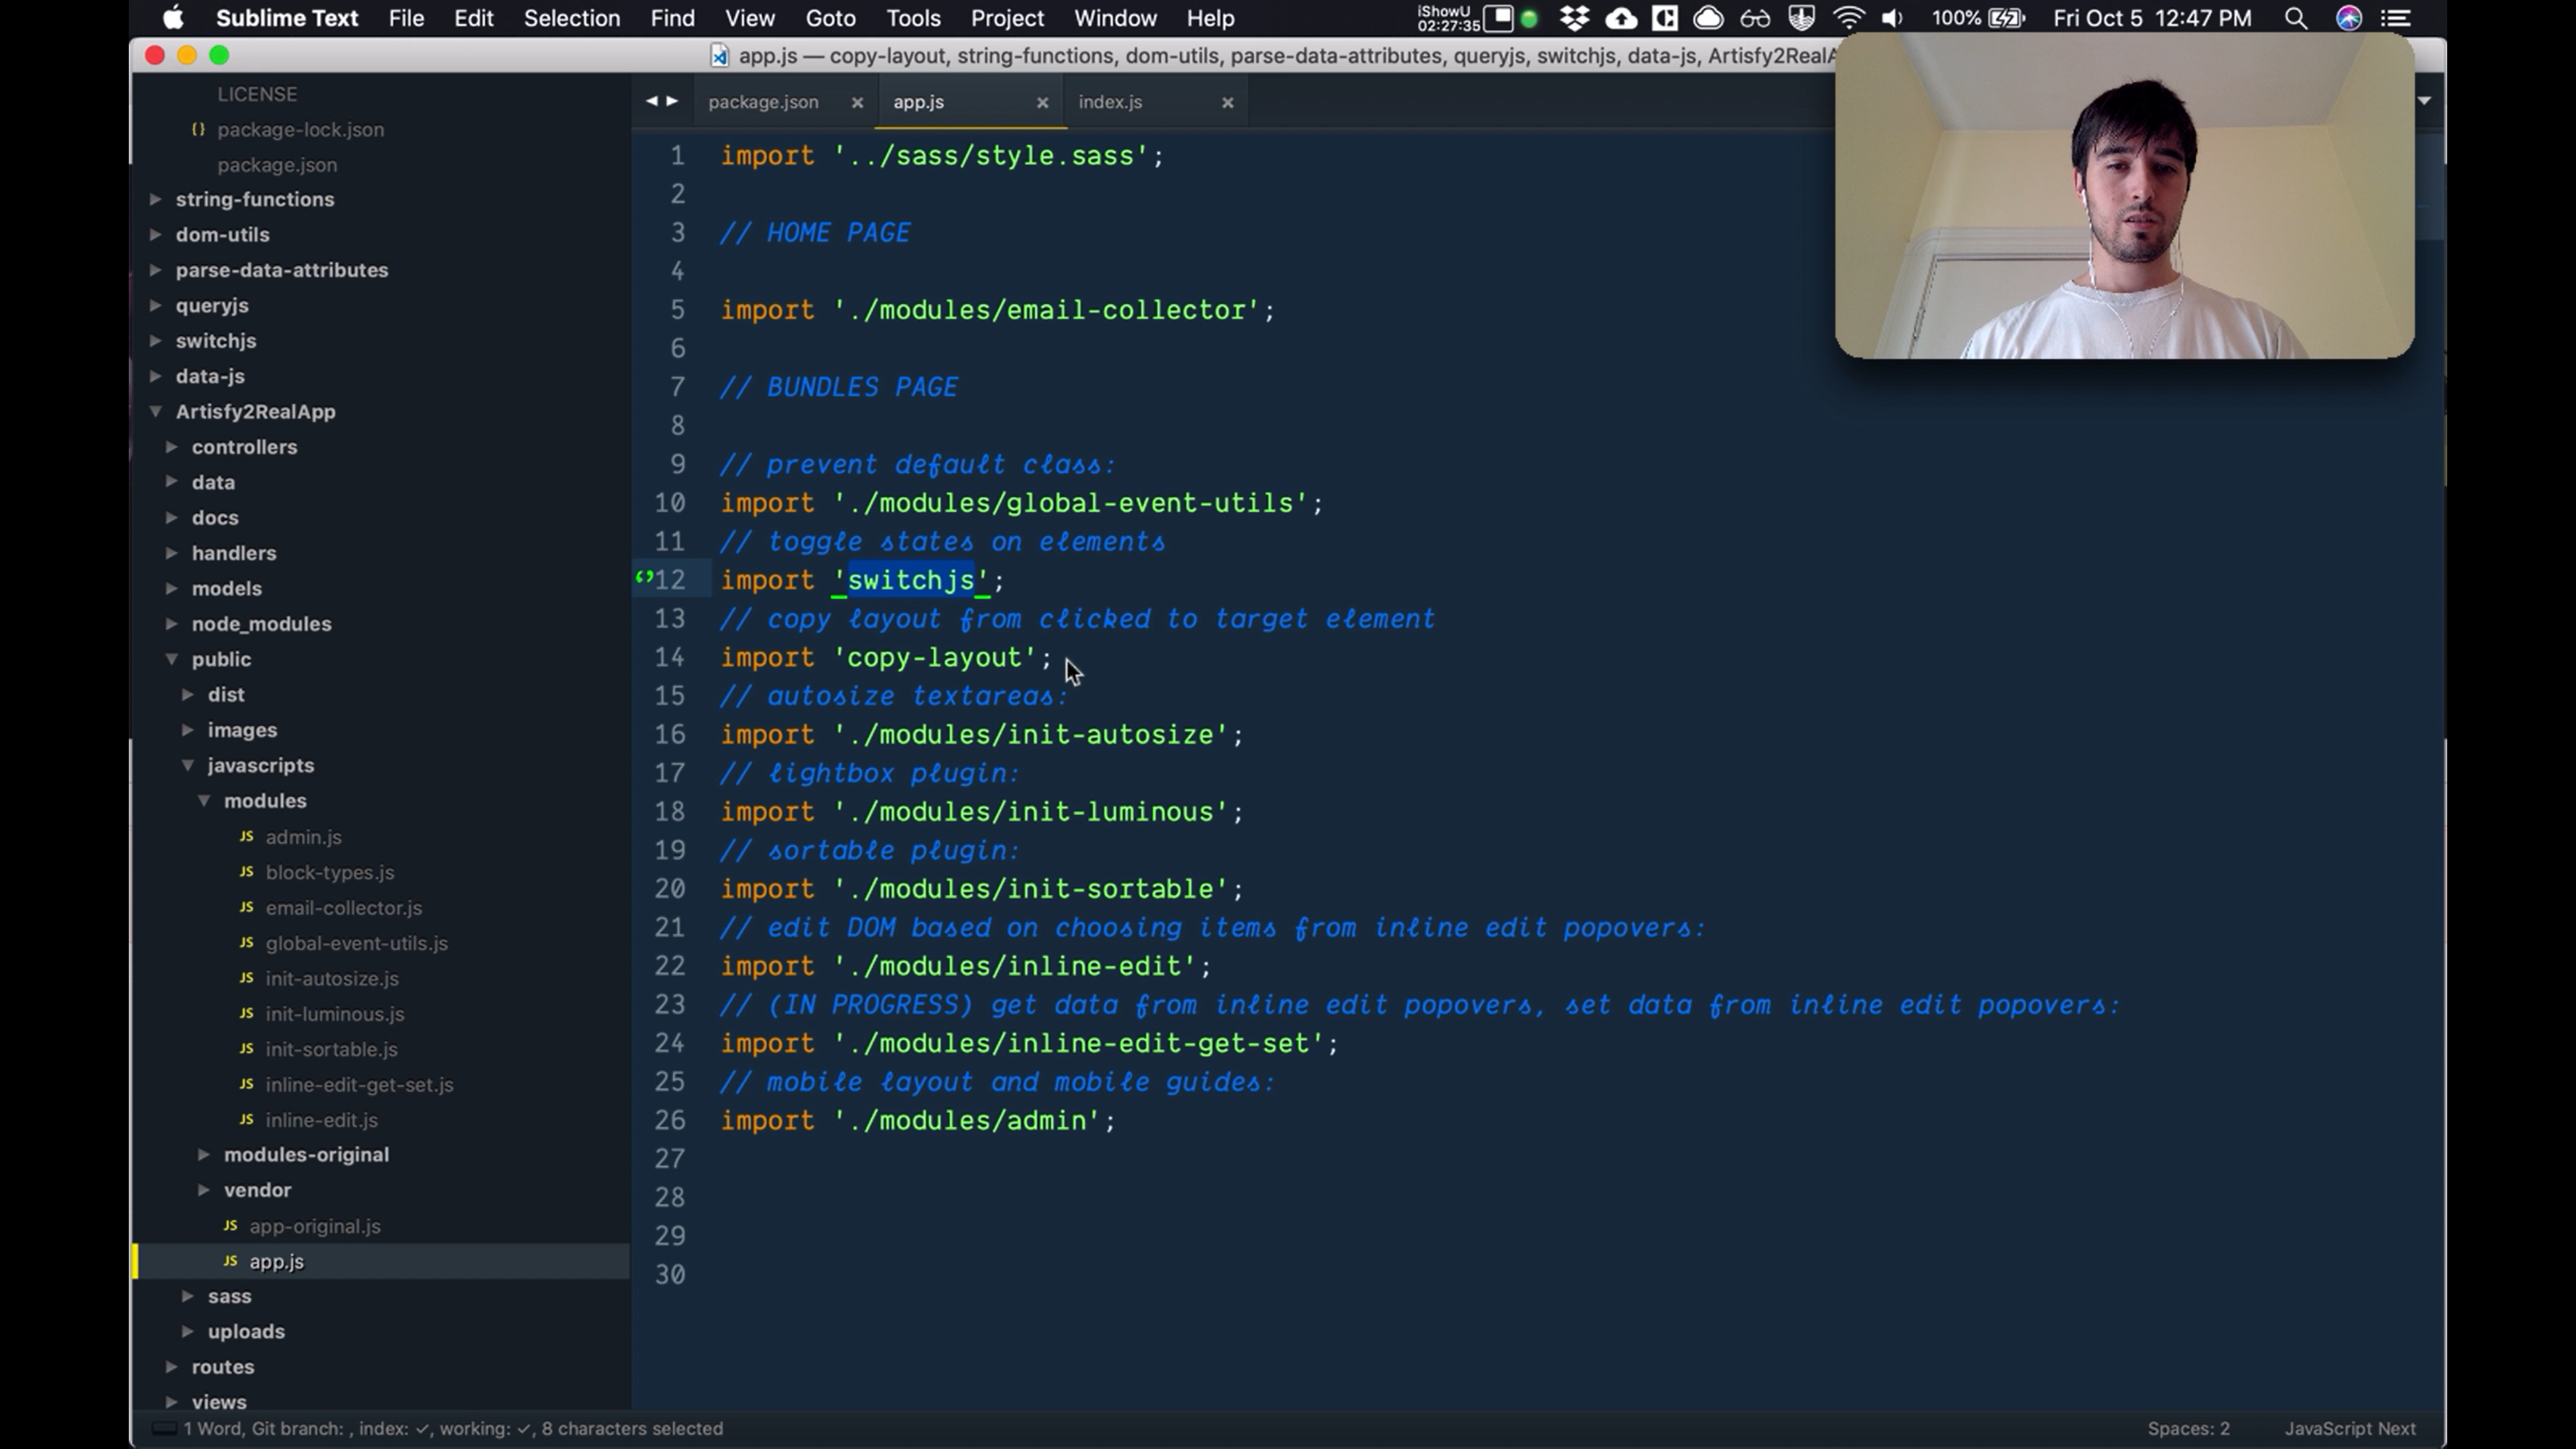 Sublime Text File Edit Selection Find View Goto Tools Project Window Help iShowU 02:27:35 100% Fri Oct 5 12:47 PM
app.js — copy-layout, string-functions, dom-utils, parse-data-attributes, queryjs, switchjs, data-js, Artisfy2RealA
LICENSE
{} package-lock.json
package.json
string-functions
dom-utils
parse-data-attributes
queryjs
switchjs
data-js
Artisfy2RealApp
controllers
data
docs
handlers
models
node_modules
public
dist
images
javascripts
modules
JS admin.js
JS block-types.js
JS email-collector.js
JS global-event-utils.js
JS init-autosize.js
JS init-luminous.js
JS init-sortable.js
JS inline-edit-get-set.js
JS inline-edit.js
modules-original
vendor
JS app-original.js
JS app.js
sass
uploads
routes
views
package.json × app.js × index.js ×
1 import '../sass/style.sass';
2
3 // HOME PAGE
4
5 import './modules/email-collector';
6
7 // BUNDLES PAGE
8
9 // prevent default class:
10 import './modules/global-event-utils';
11 // toggle states on elements
12 import 'switchjs';
13 // copy layout from clicked to target element
14 import 'copy-layout';
15 // autosize textareas:
16 import './modules/init-autosize';
17 // lightbox plugin:
18 import './modules/init-luminous';
19 // sortable plugin:
20 import './modules/init-sortable';
21 // edit DOM based on choosing items from inline edit popovers:
22 import './modules/inline-edit';
23 // (IN PROGRESS) get data from inline edit popovers, set data from inline edit popovers:
24 import './modules/inline-edit-get-set';
25 // mobile layout and mobile guides:
26 import './modules/admin';
27
28
29
30
1 Word, Git branch: , index: ✓, working: ✓, 8 characters selected Spaces: 2 JavaScript Next